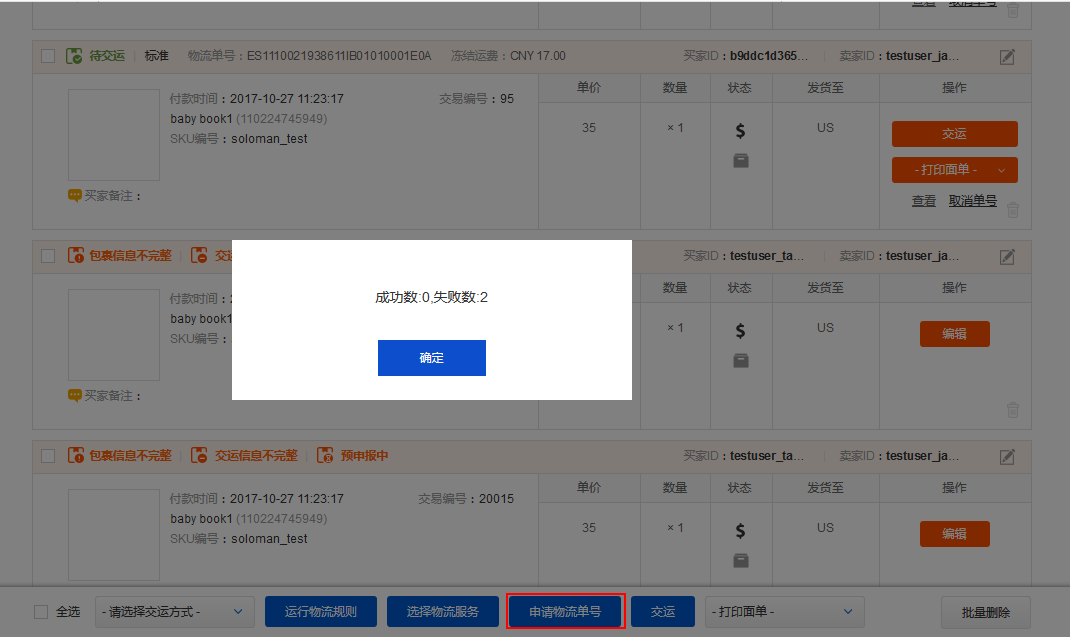 查看 取消单号
待交运 标准 物流单号：ES11100219386111B01010001E0A 冻结运费：CNY 17.00 买家ID：b9ddc1d365... 卖家ID：testuser_ja...
付款时间：2017-10-27 11:23:17 交易编号：95 单价 数量 状态 发货至 操作
baby book1 (110224745949) 35 × 1 $ US 交运
SKU编号：soloman_test
- 打印面单 -
买家备注： 查看 取消单号
包裹信息不完整 交运 买家ID：testuser_ta... 卖家ID：testuser_ja...
付款时间： 数量 状态 发货至 操作
baby book1 × 1 $ US 编辑
SKU编号：
买家备注：
成功数:0,失败数:2
确定
包裹信息不完整 交运信息不完整 预申报中 买家ID：testuser_ta... 卖家ID：testuser_ja...
付款时间：2017-10-27 11:23:17 交易编号：20015 单价 数量 状态 发货至 操作
baby book1 (110224745949) 35 × 1 $ US 编辑
SKU编号：soloman_test
全选 - 请选择交运方式 - 运行物流规则 选择物流服务 申请物流单号 交运 - 打印面单 - 批量删除